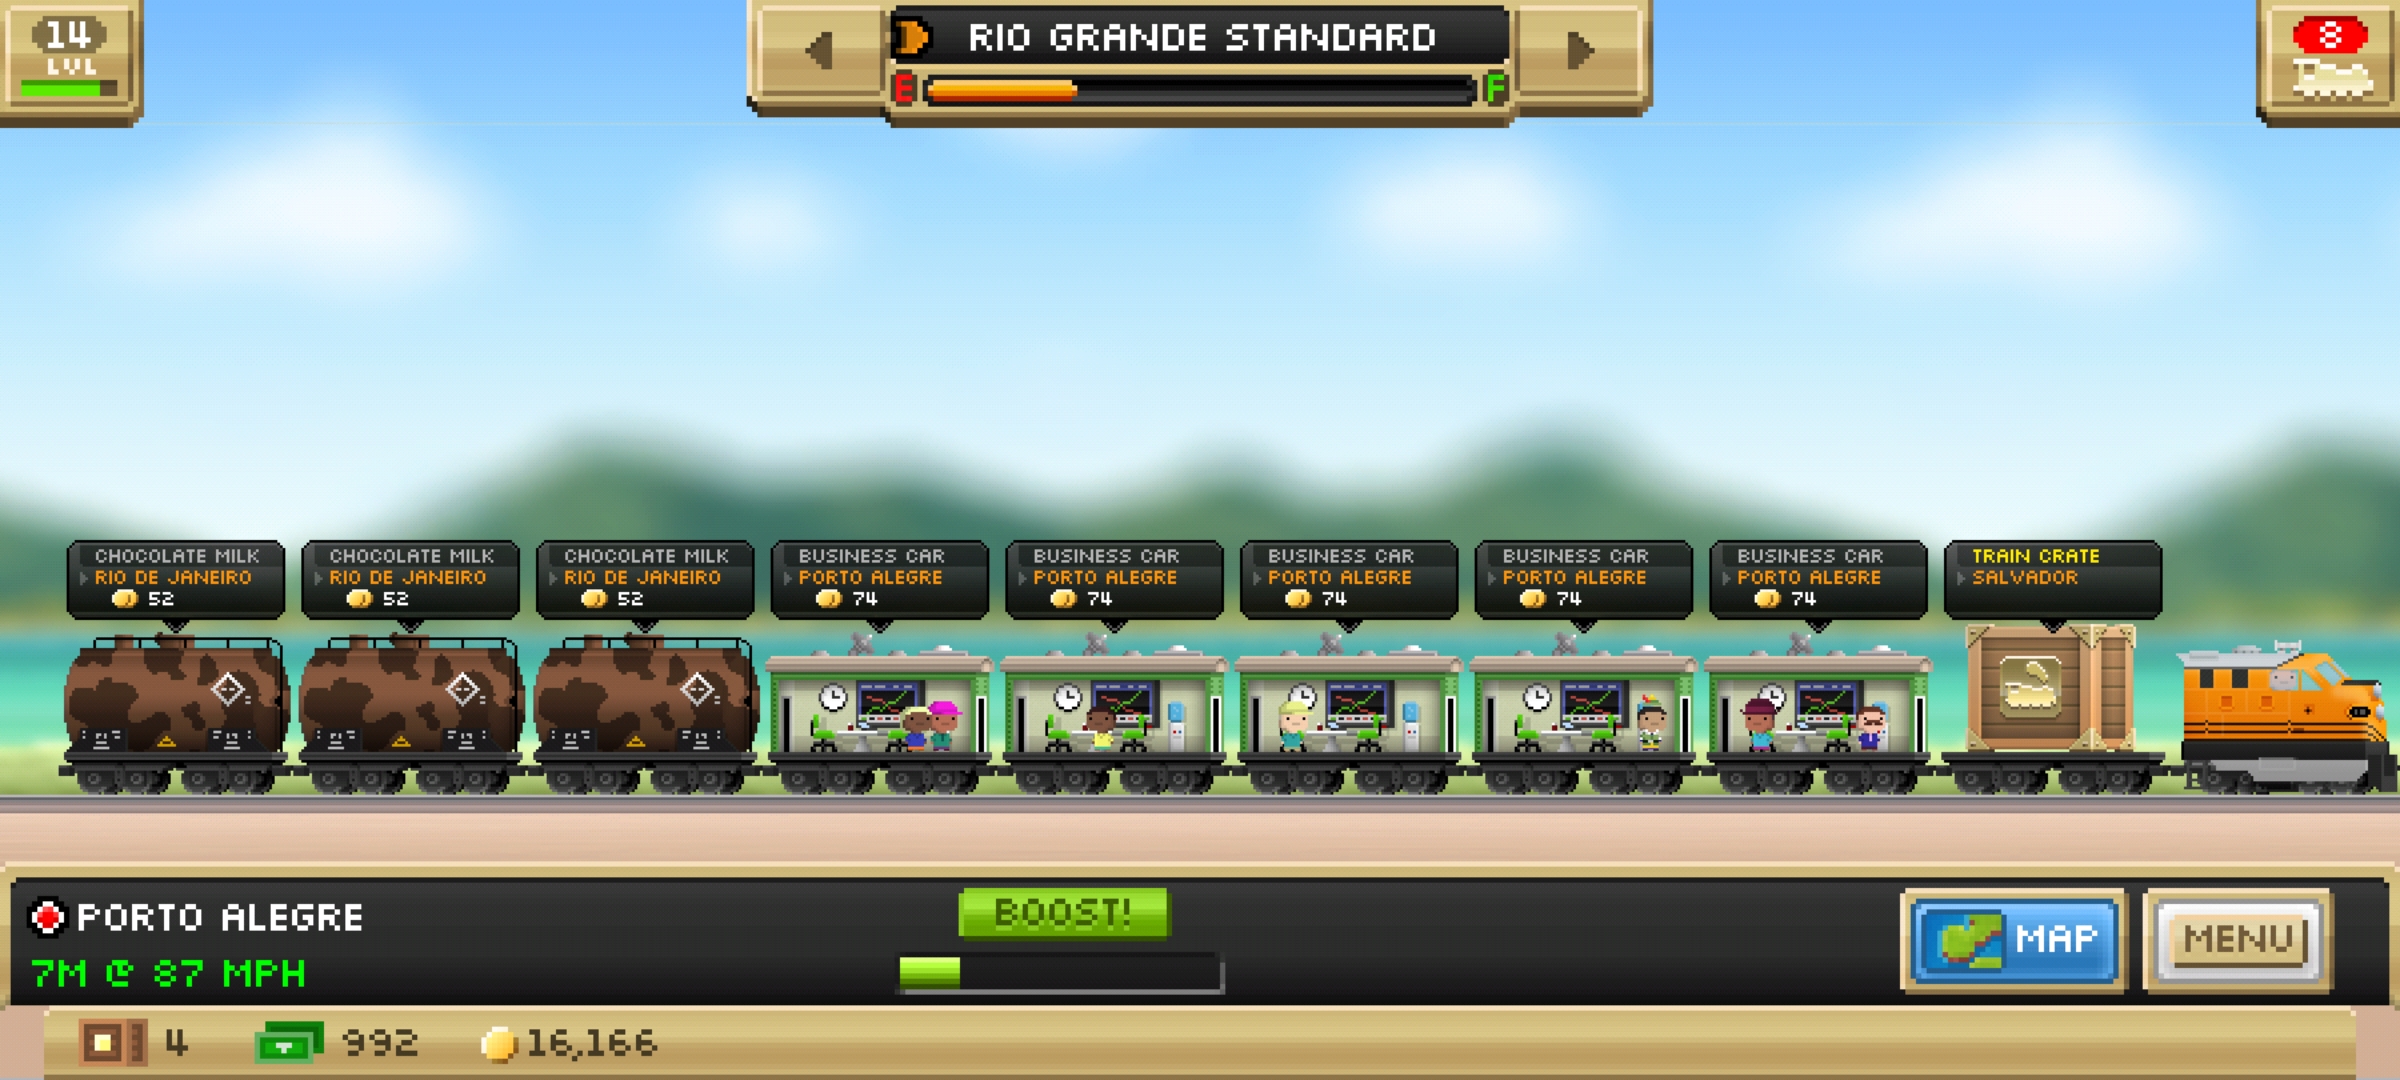 14
LVL
RIO GRANDE STANDARD
E F
8
CHOCOLATE MILK
RIO DE JANEIRO
52
CHOCOLATE MILK
RIO DE JANEIRO
52
CHOCOLATE MILK
RIO DE JANEIRO
52
BUSINESS CAR
PORTO ALEGRE
74
BUSINESS CAR
PORTO ALEGRE
74
BUSINESS CAR
PORTO ALEGRE
74
BUSINESS CAR
PORTO ALEGRE
74
BUSINESS CAR
PORTO ALEGRE
74
TRAIN CRATE
SALVADOR
PORTO ALEGRE
7M @ 87 MPH
BOOST!
MAP
MENU
4 992 16,166